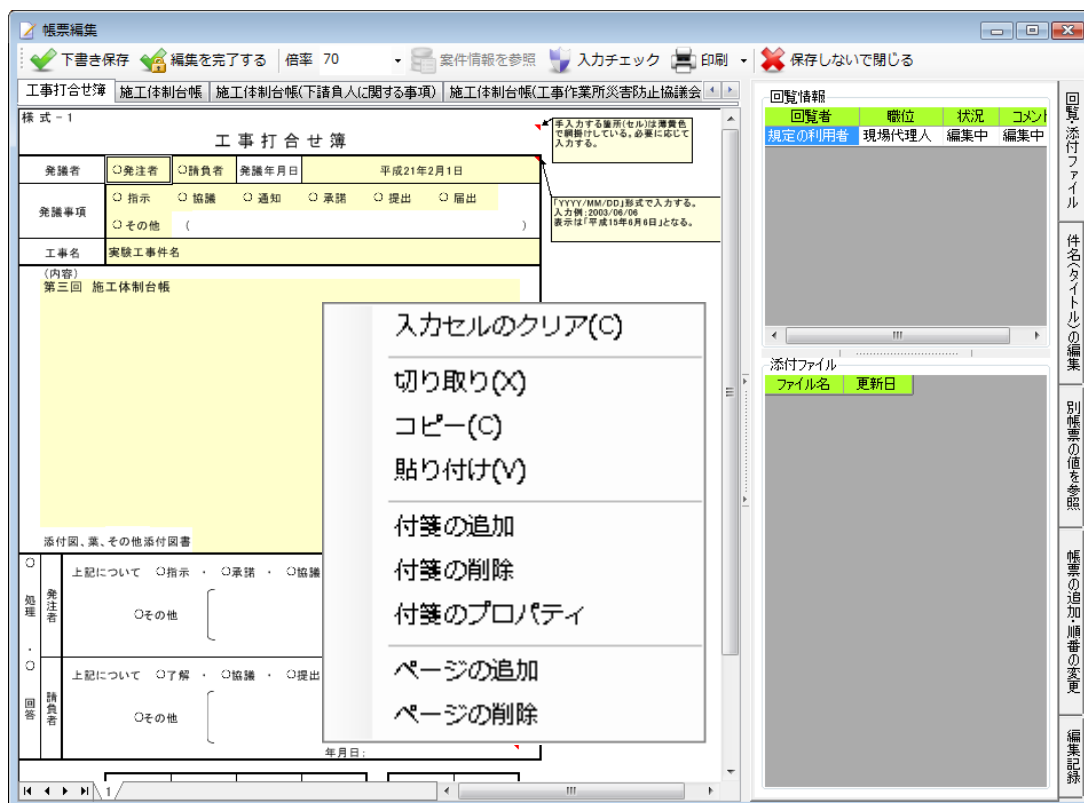 帳票編集
下書き保存 編集を完了する 倍率 70 案件情報を参照 入力チェック 印刷 保存しないで閉じる
工事打合せ簿 施工体制台帳 施工体制台帳(下請負人に関する事項) 施工体制台帳(工事作業所災害防止協議会
様式-1
工事打合せ簿
手入力する箇所(セル)は薄黄色
で網掛けしている。必要に応じて
入力する。
発議者 発注者 請負者 発議年月日 平成21年2月1日
発議事項 指示 協議 通知 承諾 提出 届出
その他 ( )
「YYYY/MM/DD」形式で入力する。
入力例:2003/06/06
表示は「平成15年6月6日」となる。
工事名 実験工事件名
(内容)
第三回 施工体制台帳
添付図、葉、その他添付図書
入力セルのクリア(C)
切り取り(X)
コピー(C)
貼り付け(V)
付箋の追加
付箋の削除
付箋のプロパティ
ページの追加
ページの削除
処理・回答
発注者
上記について 指示 ・ 承諾 ・ 協議
その他
請負者
上記について 了解 ・ 協議 ・ 提出
その他
年月日:
1
回覧情報
回覧者 職位 状況 コメント
規定の利用者 現場代理人 編集中 編集中
添付ファイル
ファイル名 更新日
回覧・添付ファイル
件名(タイトル)の編集
別帳票の値を参照
帳票の追加・順番の変更
編集記録